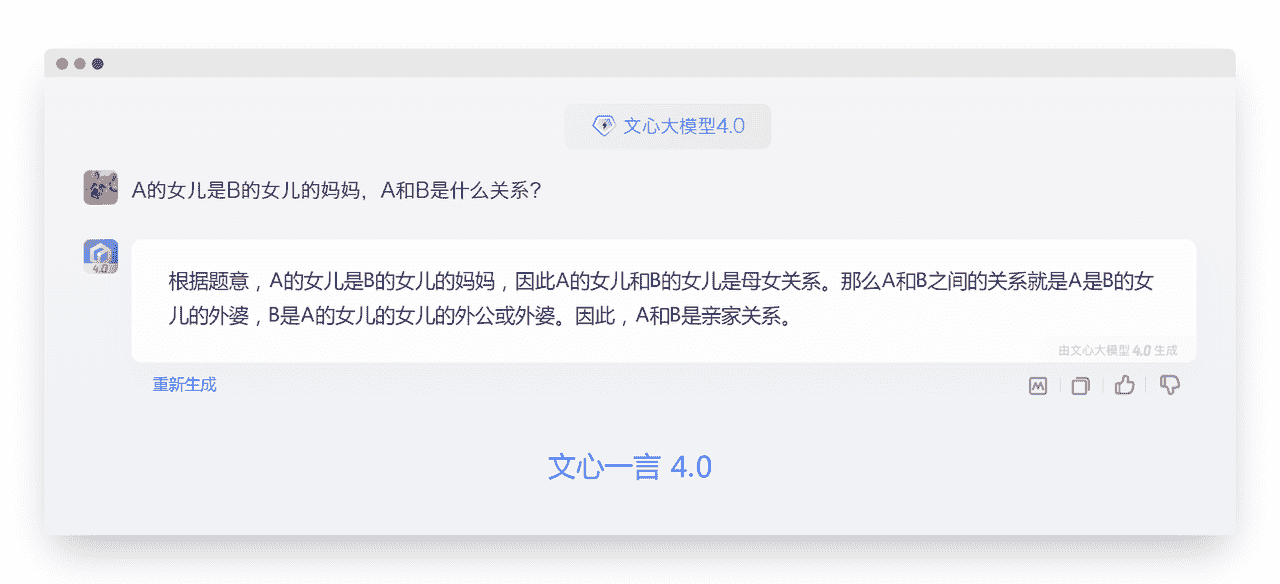 文心大模型4.0
A的女儿是B的女儿的妈妈，A和B是什么关系？
4.0
根据题意，A的女儿是B的女儿的妈妈，因此A的女儿和B的女儿是母女关系。那么A和B之间的关系就是A是B的女
儿的外婆，B是A的女儿的女儿的外公或外婆。因此，A和B是亲家关系。
由文心大模型 4.0 生成
重新生成
文心一言 4.0